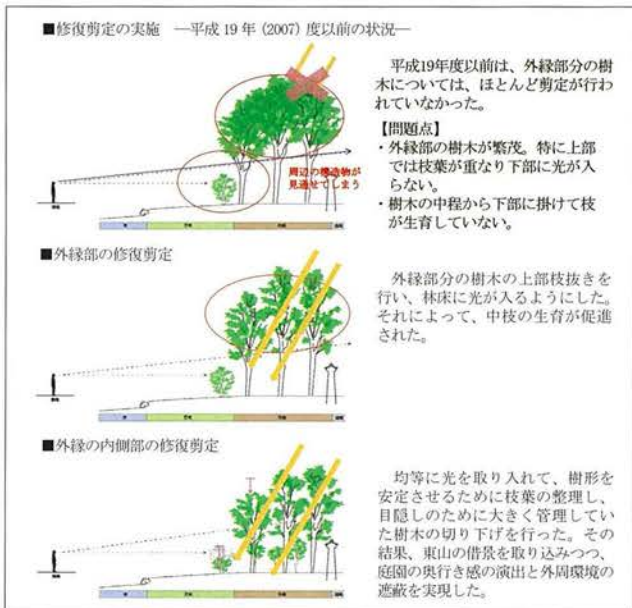 ■修復剪定の実施　―平成 19 年 (2007) 度以前の状況―
平成19年度以前は、外縁部分の樹
木については、ほとんど剪定が行わ
れていなかった。
【問題点】
・外縁部の樹木が繁茂。特に上部
では枝葉が重なり下部に光が入
らない。
・樹木の中程から下部に掛けて枝
が生育していない。
周辺の構造物が
見通せてしまう
■外縁部の修復剪定
外縁部分の樹木の上部枝抜きを
行い、林床に光が入るようにした。
それによって、中枝の生育が促進
された。
■外縁の内側部の修復剪定
均等に光を取り入れて、樹形を
安定させるために枝葉の整理し、
目隠しのために大きく管理してい
た樹木の切り下げを行った。その
結果、東山の借景を取り込みつつ、
庭園の奥行き感の演出と外周環境の
遮蔽を実現した。